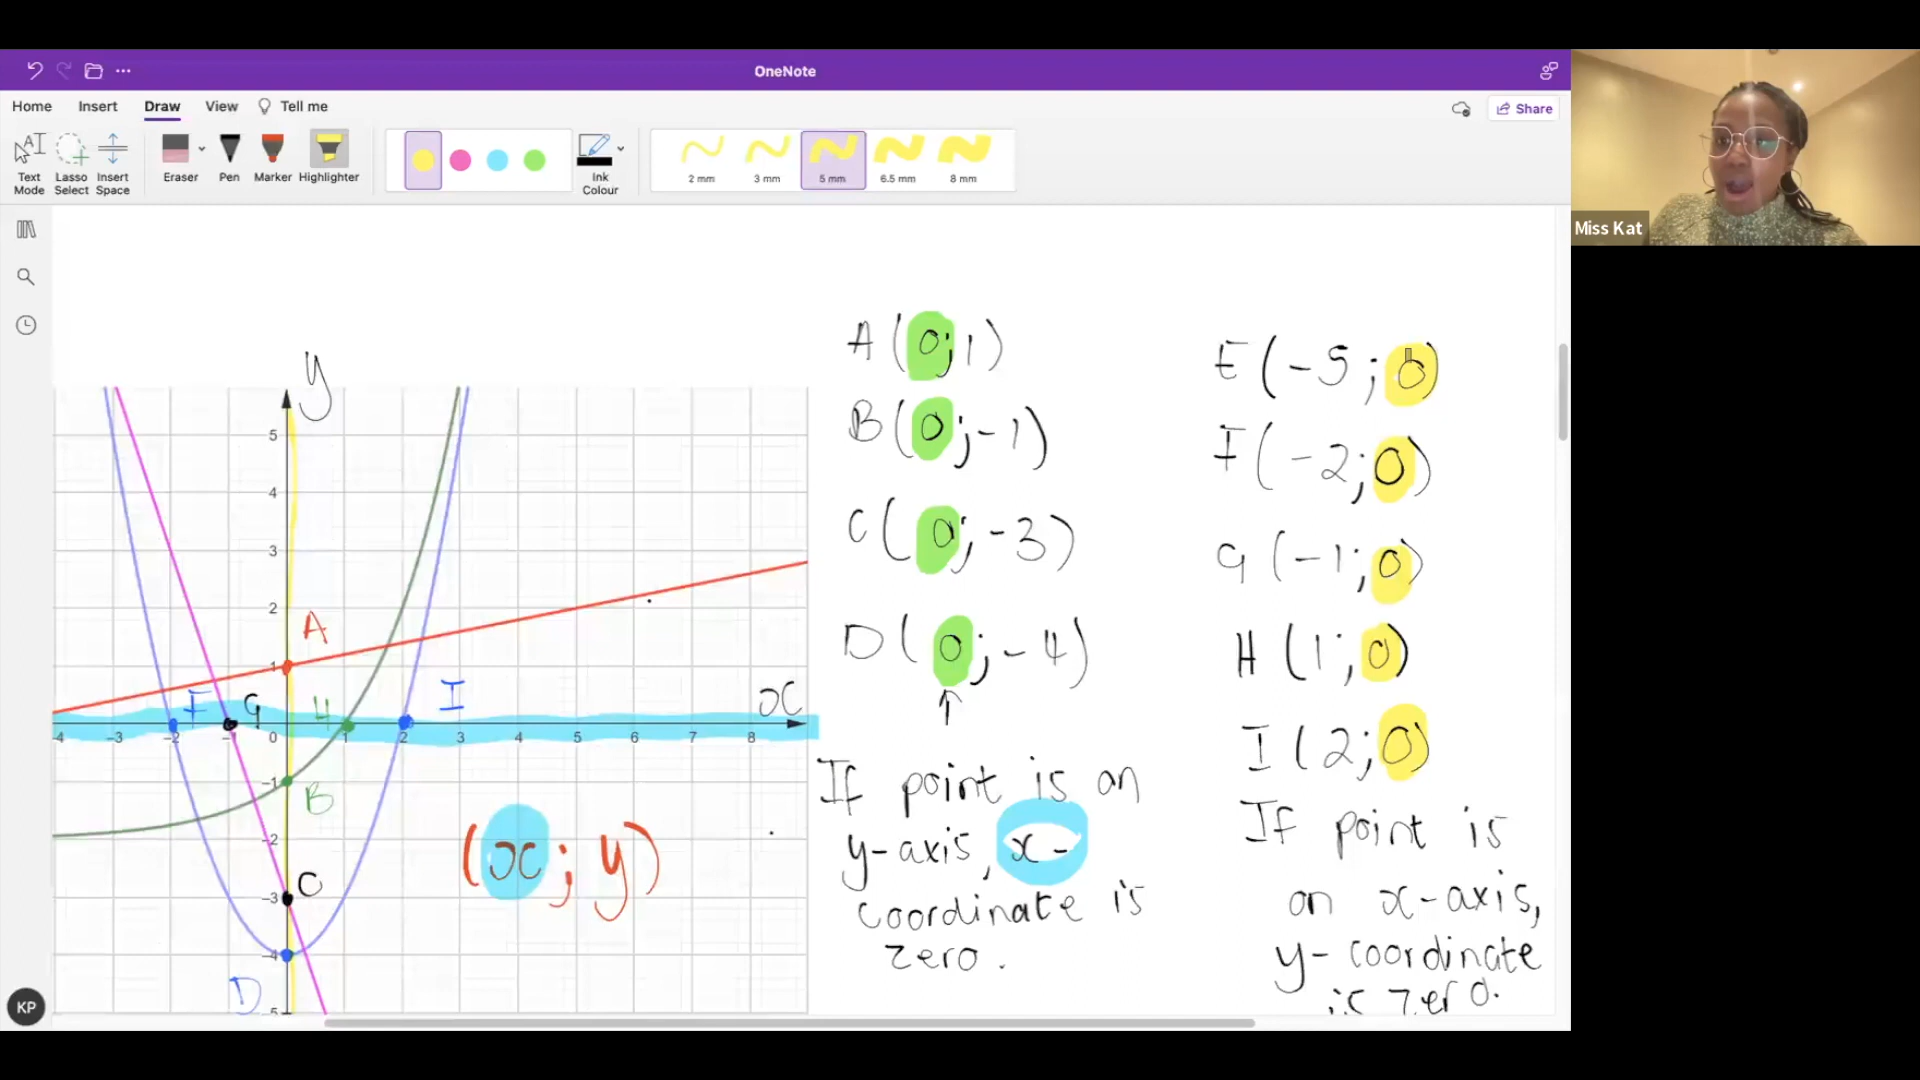 OneNote
Home Insert Draw View Tell me
Share
Text Mode
Lasso Select
Insert Space
Eraser
Pen
Marker
Highlighter
Ink Colour
2 mm
3 mm
5 mm
6.5 mm
8 mm
Miss Kat
y
5
4
3
2
1
A
F G H I x
-4 -3 -2 -1 0 1 2 3 4 5 6 7 8
-1
B
-2
-3
C
-4
D
-5
(x; y)
A (0; 1)
B (0; -1)
C (0; -3)
D (0; -4)
↑
If point is on
y-axis, x-
coordinate is
zero.
E (-5; 0)
F (-2; 0)
G (-1; 0)
H (1; 0)
I (2; 0)
If point is
on x-axis,
y-coordinate
is zero.
KP